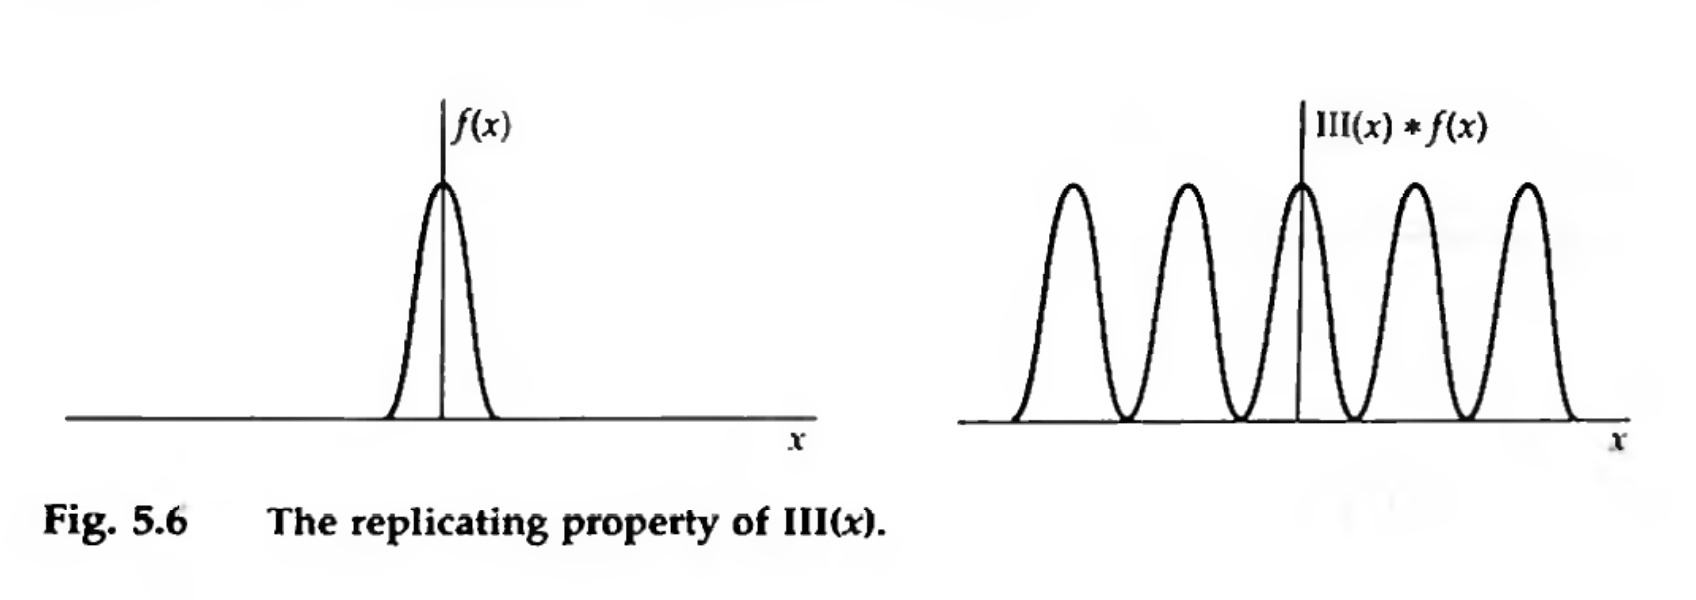 f(x)
III(x) * f(x)
x
x
Fig. 5.6 The replicating property of III(x).